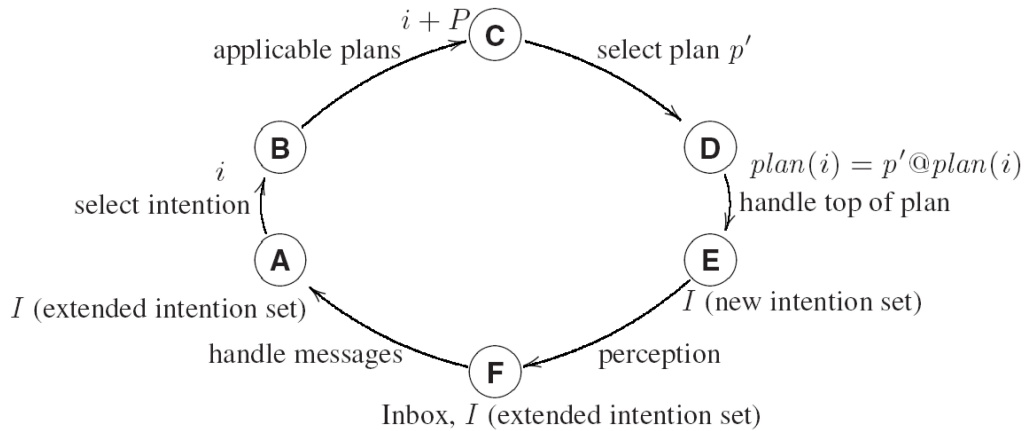 i + P
C
applicable plans
select plan p′
B
D
i
plan(i) = p′@plan(i)
select intention
handle top of plan
A
E
I (extended intention set)
I (new intention set)
handle messages
perception
F
Inbox, I (extended intention set)